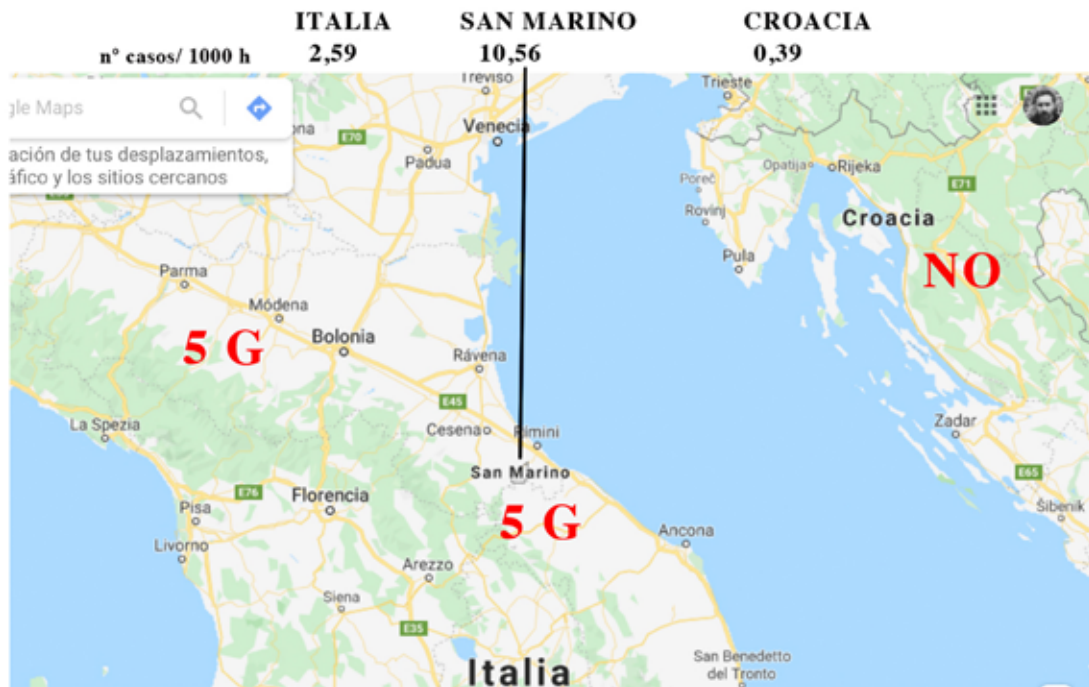 ITALIA SAN MARINO CROACIA
nº casos/ 1000 h 2,59 10,56 0,39
gle Maps
ación de tus desplazamientos,
áfico y los sitios cercanos
Treviso
Trieste
E70
Venecia
Padua
Opatija
Rijeka
E71
Poreč
Rovinj
Croacia
Pula
NO
Parma
Módena
5 G
Bolonia
Rávena
E45
La Spezia
Cesena
Rimini
Zadar
San Marino
E65
E76
Florencia
Pisa
5 G
Šibenik
Livorno
Ancona
Arezzo
Siena
E35
San Benedetto
del Tronto
Italia